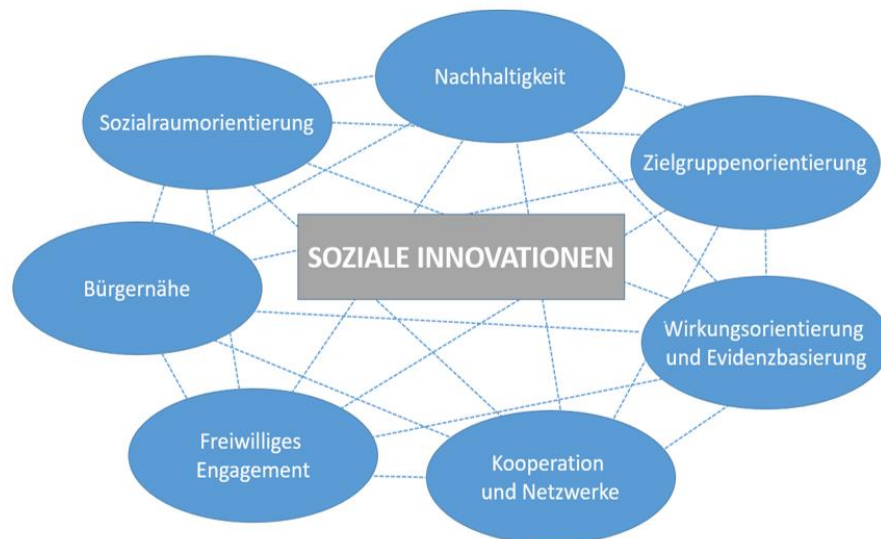 Nachhaltigkeit
Sozialraumorientierung
Zielgruppenorientierung
SOZIALE INNOVATIONEN
Bürgernähe
Wirkungsorientierung
und Evidenzbasierung
Freiwilliges
Engagement
Kooperation
und Netzwerke